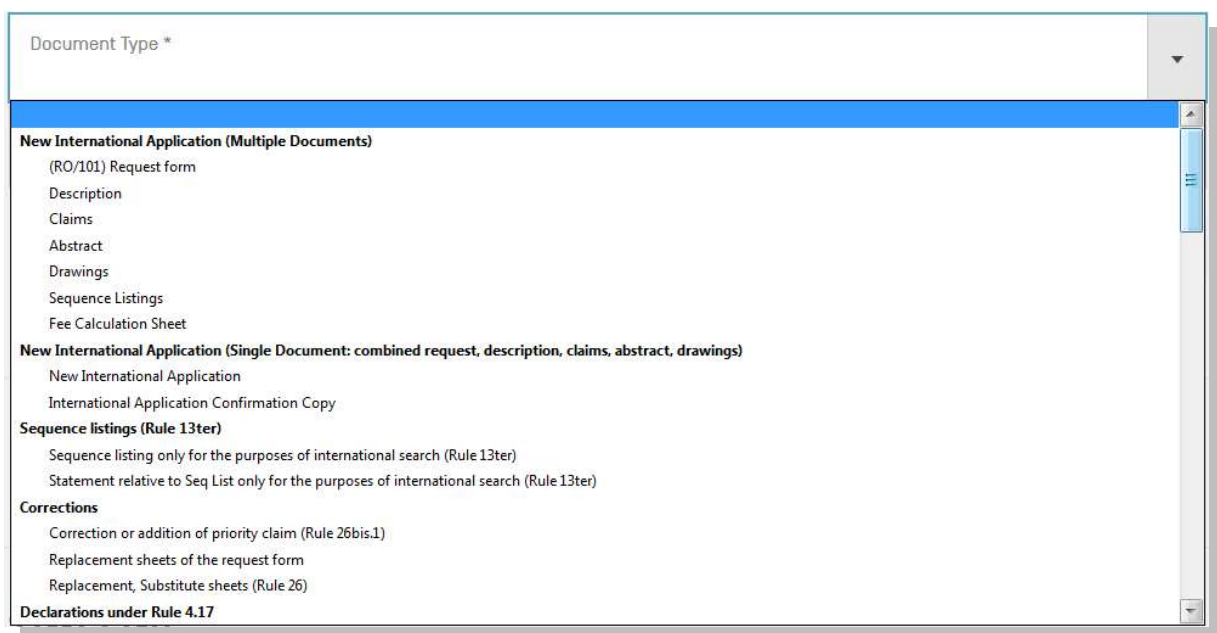 Document Type *
New International Application (Multiple Documents)
(RO/101) Request form
Description
Claims
Abstract
Drawings
Sequence Listings
Fee Calculation Sheet
New International Application (Single Document: combined request, description, claims, abstract, drawings)
New International Application
International Application Confirmation Copy
Sequence listings (Rule 13ter)
Sequence listing only for the purposes of international search (Rule 13ter)
Statement relative to Seq List only for the purposes of international search (Rule 13ter)
Corrections
Correction or addition of priority claim (Rule 26bis.1)
Replacement sheets of the request form
Replacement, Substitute sheets (Rule 26)
Declarations under Rule 4.17